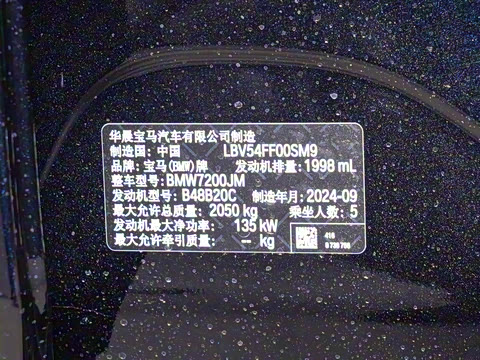 华晨宝马汽车有限公司制造
制造国：中国 LBV54FF00SM9
品牌：宝马(BMW)牌 发动机排量：1998 mL
整车型号：BMW7200JM
发动机型号：B48B20C 制造年月：2024-09
最大允许总质量：2050 kg 乘坐人数：5
发动机最大净功率：135 kW
最大允许牵引质量：-- kg
416